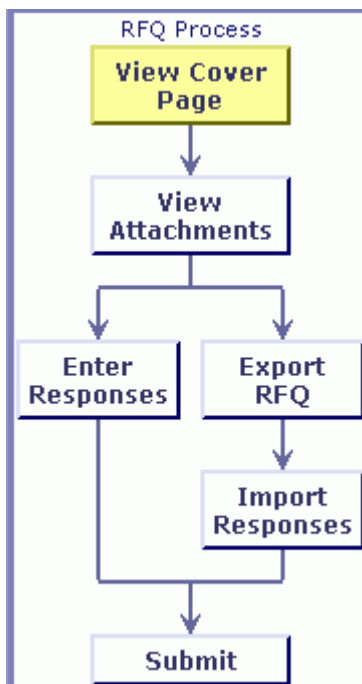 RFQ Process
View Cover
Page
View
Attachments
Enter
Responses
Export
RFQ
Import
Responses
Submit